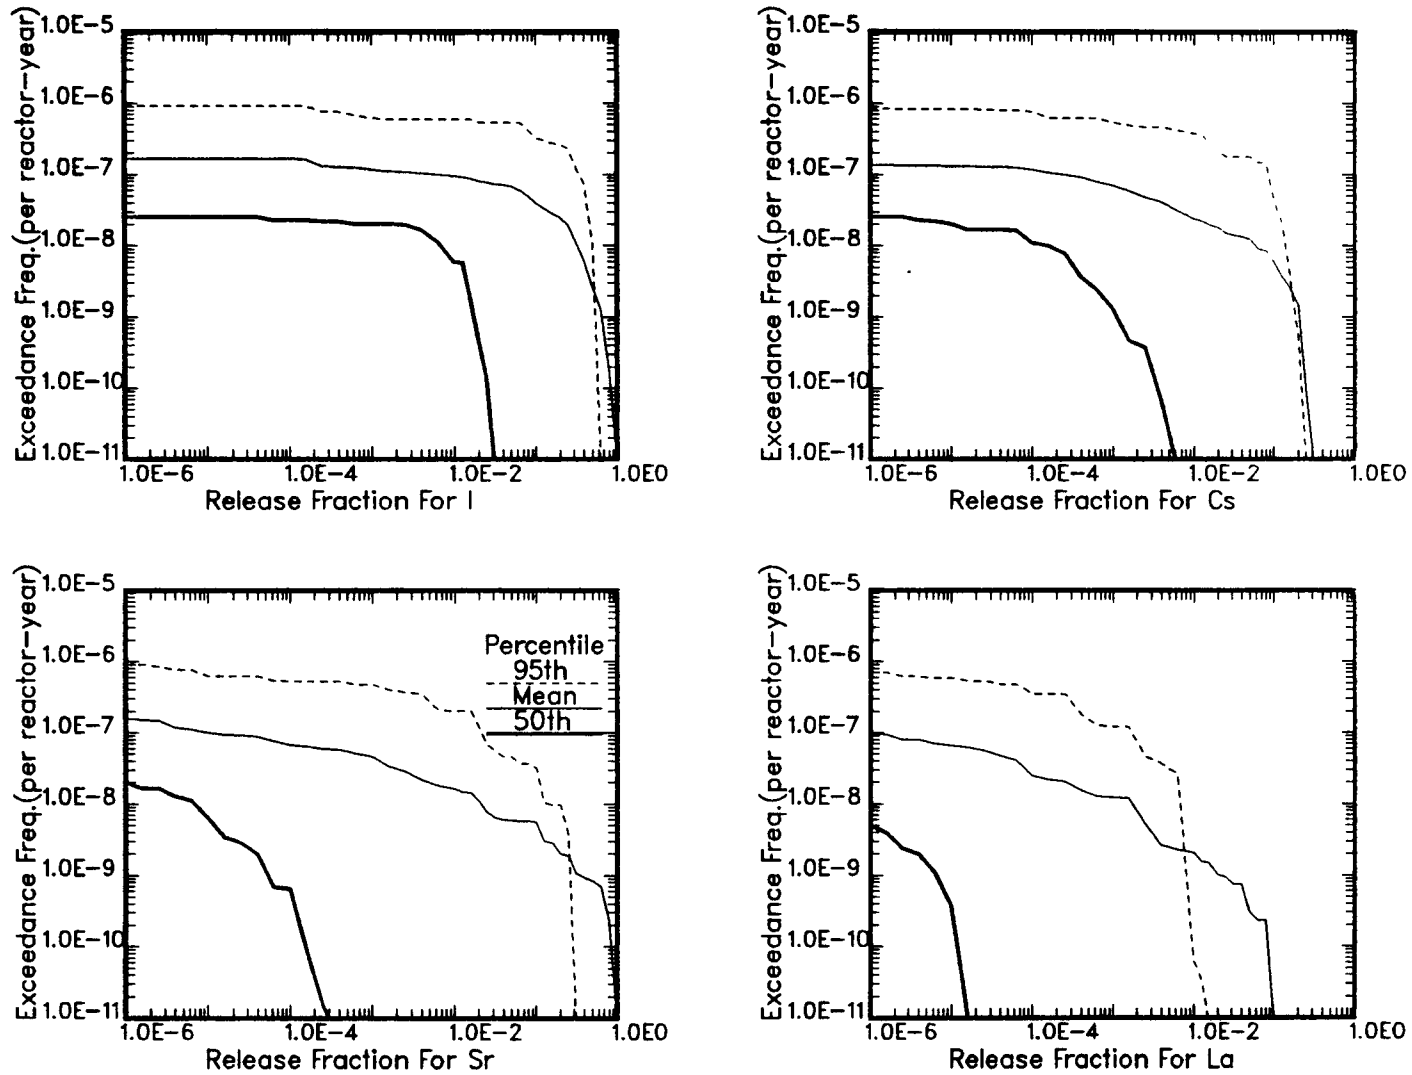 Exceedance Freq.(per reactor-year)
1.0E-5
1.0E-6
1.0E-7
1.0E-8
1.0E-9
1.0E-10
1.0E-11
1.0E-6 1.0E-4 1.0E-2 1.0E0
Release Fraction For I
Exceedance Freq.(per reactor-year)
1.0E-5
1.0E-6
1.0E-7
1.0E-8
1.0E-9
1.0E-10
1.0E-11
1.0E-6 1.0E-4 1.0E-2 1.0E0
Release Fraction For Cs
Exceedance Freq.(per reactor-year)
1.0E-5
1.0E-6
1.0E-7
1.0E-8
1.0E-9
1.0E-10
1.0E-11
Percentile
95th
Mean
50th
1.0E-6 1.0E-4 1.0E-2 1.0E0
Release Fraction For Sr
Exceedance Freq.(per reactor-year)
1.0E-5
1.0E-6
1.0E-7
1.0E-8
1.0E-9
1.0E-10
1.0E-11
1.0E-6 1.0E-4 1.0E-2 1.0E0
Release Fraction For La